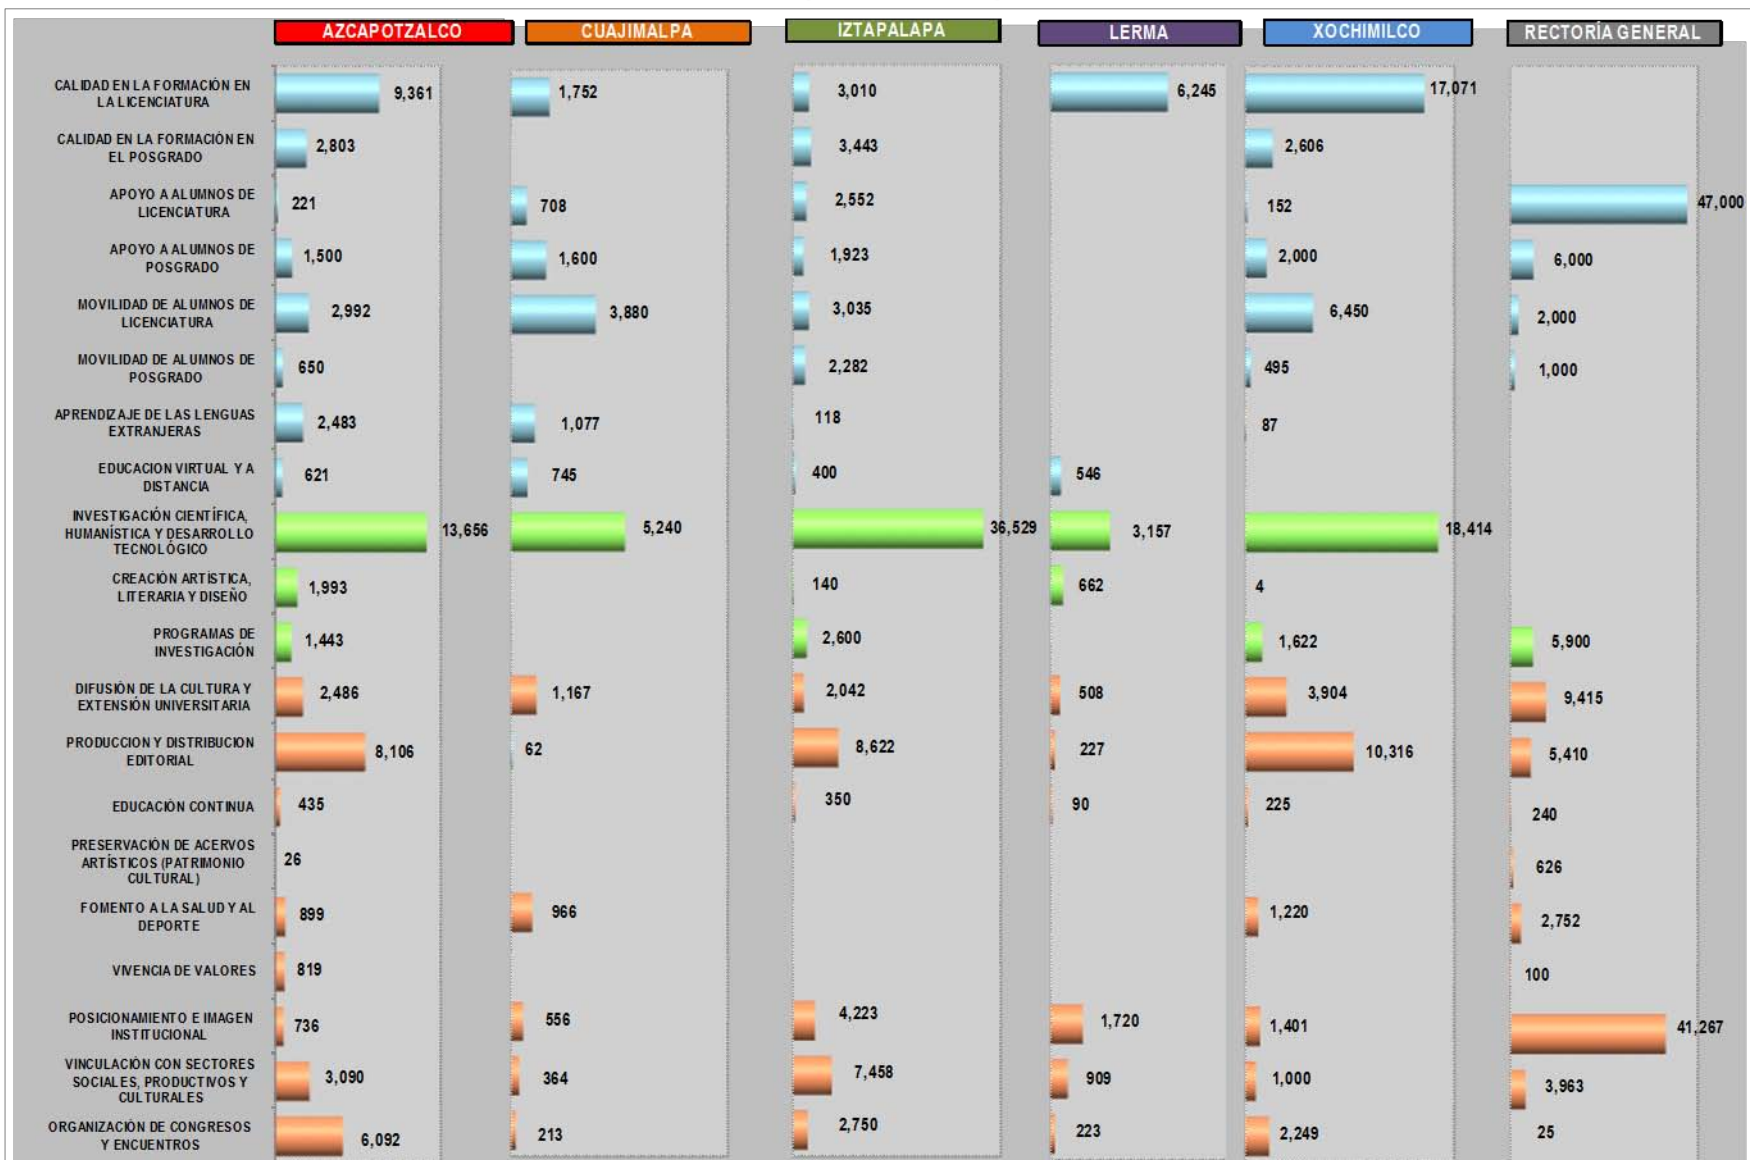 AZCAPOTZALCO CUAJIMALPA IZTAPALAPA LERMA XOCHIMILCO RECTORÍA GENERAL
CALIDAD EN LA FORMACIÓN EN
LA LICENCIATURA
9,361 1,752 3,010 6,245 17,071
CALIDAD EN LA FORMACIÓN EN
EL POSGRADO
2,803 3,443 2,606
APOYO A ALUMNOS DE
LICENCIATURA
221 708 2,552 152 47,000
APOYO A ALUMNOS DE
POSGRADO
1,500 1,600 1,923 2,000 6,000
MOVILIDAD DE ALUMNOS DE
LICENCIATURA
2,992 3,880 3,035 6,450 2,000
MOVILIDAD DE ALUMNOS DE
POSGRADO
650 2,282 495 1,000
APRENDIZAJE DE LAS LENGUAS
EXTRANJERAS
2,483 1,077 118 87
EDUCACION VIRTUAL Y A
DISTANCIA
621 745 400 546
INVESTIGACIÓN CIENTÍFICA,
HUMANÍSTICA Y DESARROLLO
TECNOLÓGICO
13,656 5,240 36,529 3,157 18,414
CREACIÓN ARTÍSTICA,
LITERARIA Y DISEÑO
1,993 140 662 4
PROGRAMAS DE
INVESTIGACIÓN
1,443 2,600 1,622 5,900
DIFUSIÓN DE LA CULTURA Y
EXTENSIÓN UNIVERSITARIA
2,486 1,167 2,042 508 3,904 9,415
PRODUCCION Y DISTRIBUCION
EDITORIAL
8,106 62 8,622 227 10,316 5,410
EDUCACIÓN CONTINUA
435 350 90 225 240
PRESERVACIÓN DE ACERVOS
ARTÍSTICOS (PATRIMONIO
CULTURAL)
26 626
FOMENTO A LA SALUD Y AL
DEPORTE
899 966 1,220 2,752
VIVENCIA DE VALORES
819 100
POSICIONAMIENTO E IMAGEN
INSTITUCIONAL
736 556 4,223 1,720 1,401 41,267
VINCULACIÓN CON SECTORES
SOCIALES, PRODUCTIVOS Y
CULTURALES
3,090 364 7,458 909 1,000 3,963
ORGANIZACIÓN DE CONGRESOS
Y ENCUENTROS
6,092 213 2,750 223 2,249 25